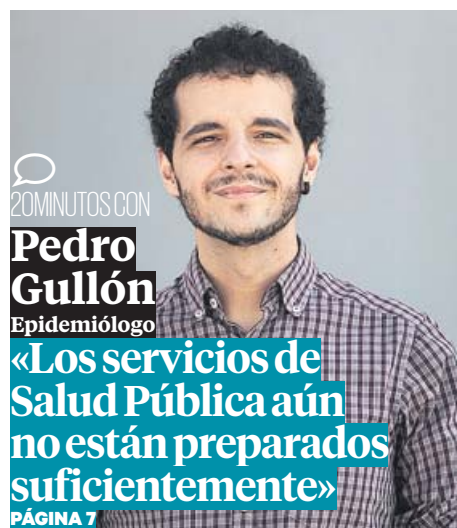 20MINUTOS CON
Pedro
Gullón
Epidemiólogo
«Los servicios de
Salud Pública aún
no están preparados
suficientemente»
PÁGINA 7